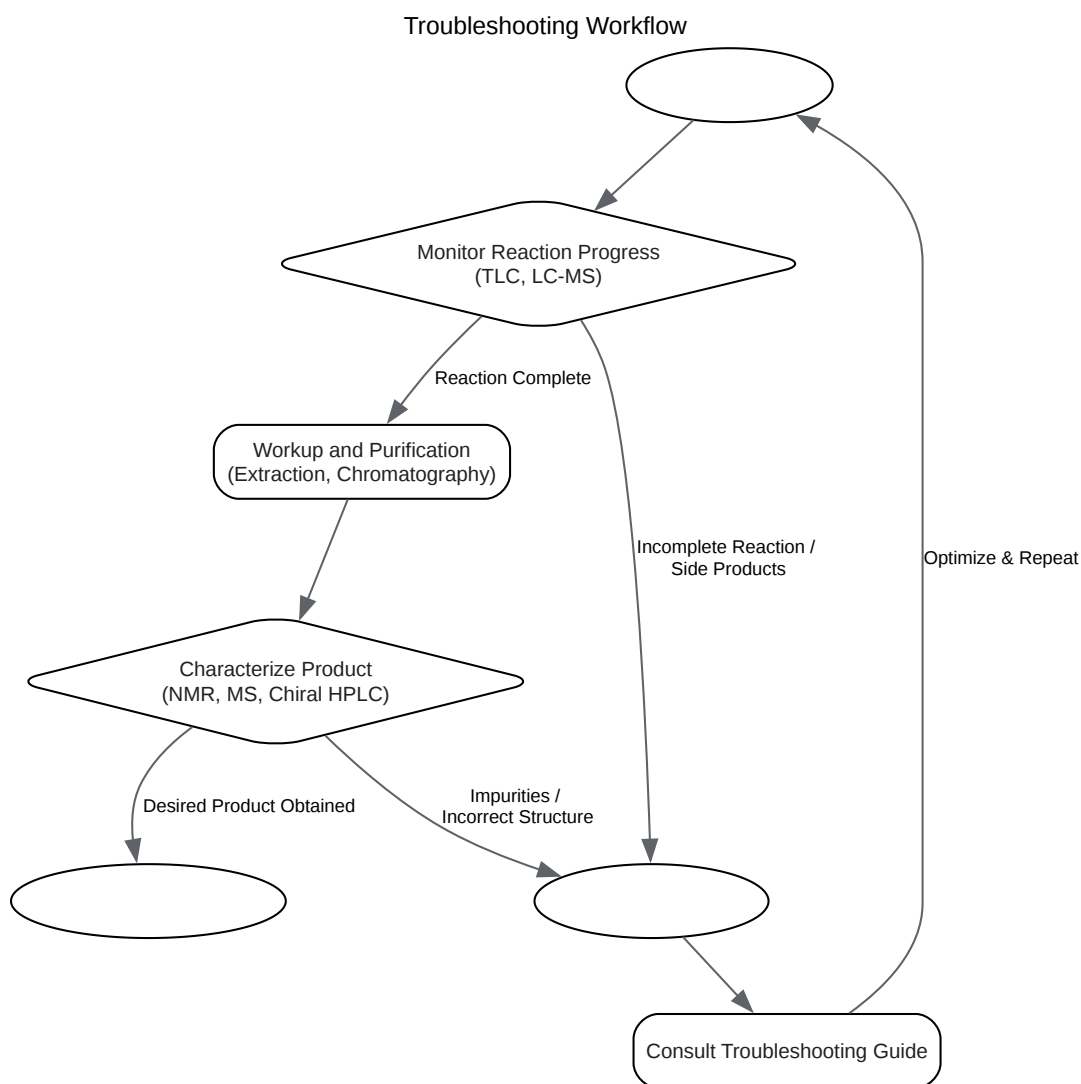 Troubleshooting Workflow
Monitor Reaction Progress
(TLC, LC-MS)
Reaction Complete
Workup and Purification
(Extraction, Chromatography)
Incomplete Reaction /
Side Products
Optimize & Repeat
Characterize Product
(NMR, MS, Chiral HPLC)
Desired Product Obtained
Impurities /
Incorrect Structure
Consult Troubleshooting Guide